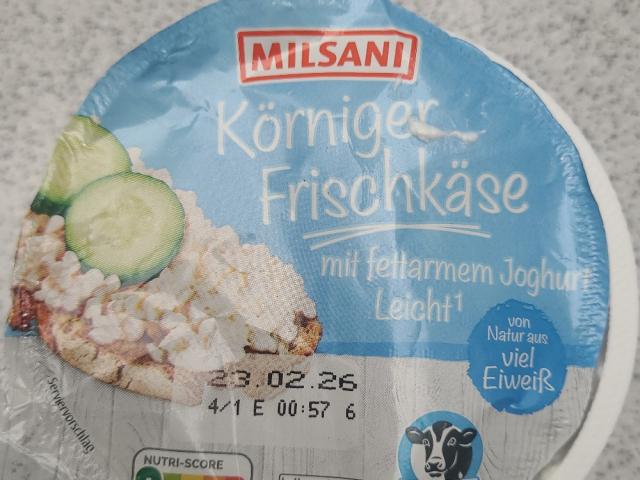 MILSANI
Körniger
Frischkäse
mit fettarmem Joghurt
Leicht¹
von
Natur aus
viel
Eiweiß
23.02.26
4/1 E 00:57 6
Serviervorschlag
NUTRI-SCORE